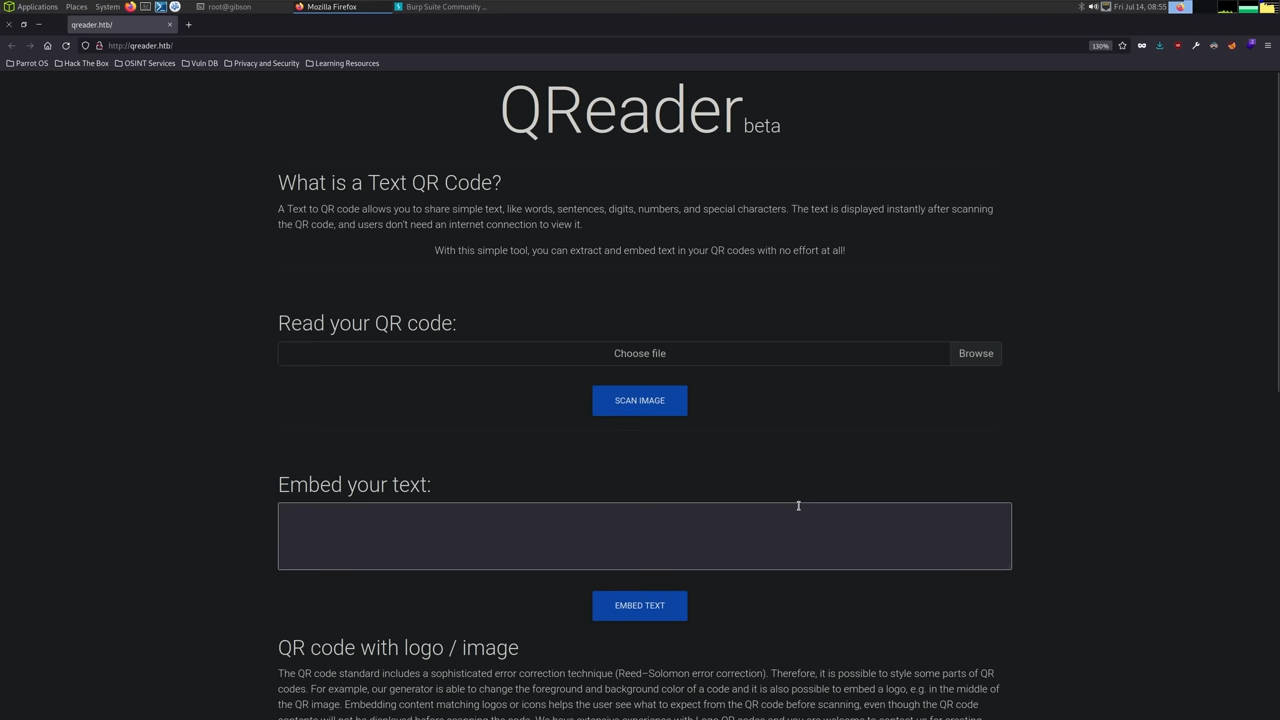 Applications Places System root@gibson Mozilla Firefox Burp Suite Community ... Fri Jul 14, 08:55
qreader.htb/
http://qreader.htb/ 130%
Parrot OS Hack The Box OSINT Services Vuln DB Privacy and Security Learning Resources
QReader beta
What is a Text QR Code?
A Text to QR code allows you to share simple text, like words, sentences, digits, numbers, and special characters. The text is displayed instantly after scanning
the QR code, and users don't need an internet connection to view it.
With this simple tool, you can extract and embed text in your QR codes with no effort at all!
Read your QR code:
Choose file Browse
SCAN IMAGE
Embed your text:
EMBED TEXT
QR code with logo / image
The QR code standard includes a sophisticated error correction technique (Reed–Solomon error correction). Therefore, it is possible to style some parts of QR
codes. For example, our generator is able to change the foreground and background color of a code and it is also possible to embed a logo, e.g. in the middle of
the QR image. Embedding content matching logos or icons helps the user see what to expect from the QR code before scanning, even though the QR code